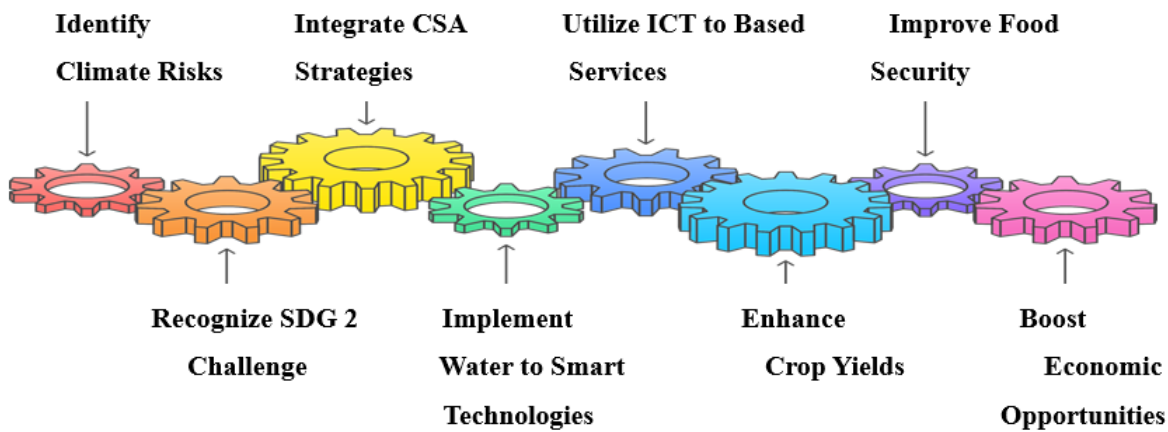 Identify
Climate Risks
Integrate CSA
Strategies
Utilize ICT to Based
Services
Improve Food
Security
Recognize SDG 2
Challenge
Implement
Water to Smart
Technologies
Enhance
Crop Yields
Boost
Economic
Opportunities